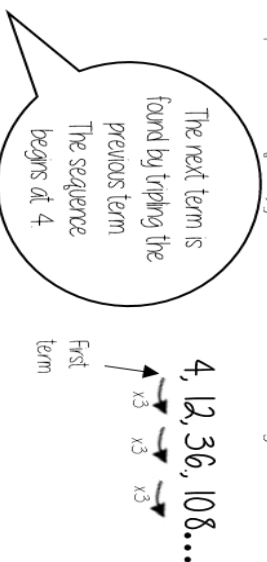 The next term is
found by tripling the
previous term
The sequence
begins at 4.
4, 12, 36, 108....
x3 x3 x3
First
term